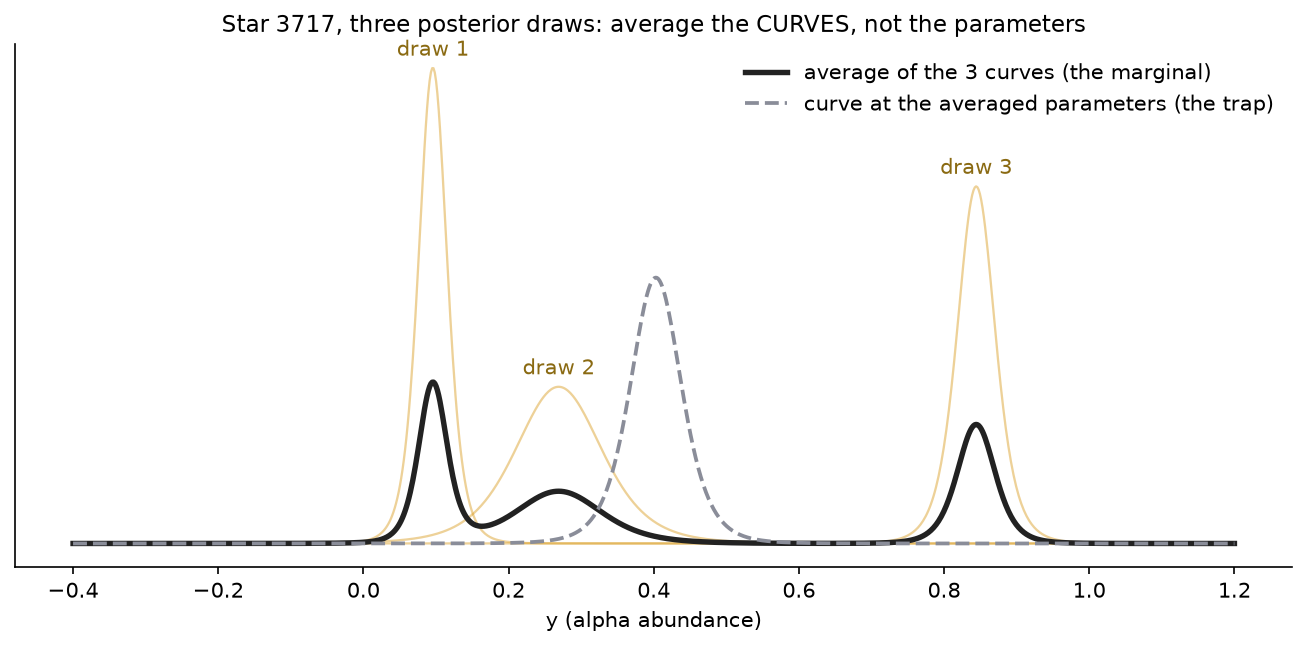 Star 3717, three posterior draws: average the CURVES, not the parameters
draw 1
average of the 3 curves (the marginal)
curve at the averaged parameters (the trap)
draw 3
draw 2
−0.4 −0.2 0.0 0.2 0.4 0.6 0.8 1.0 1.2
y (alpha abundance)